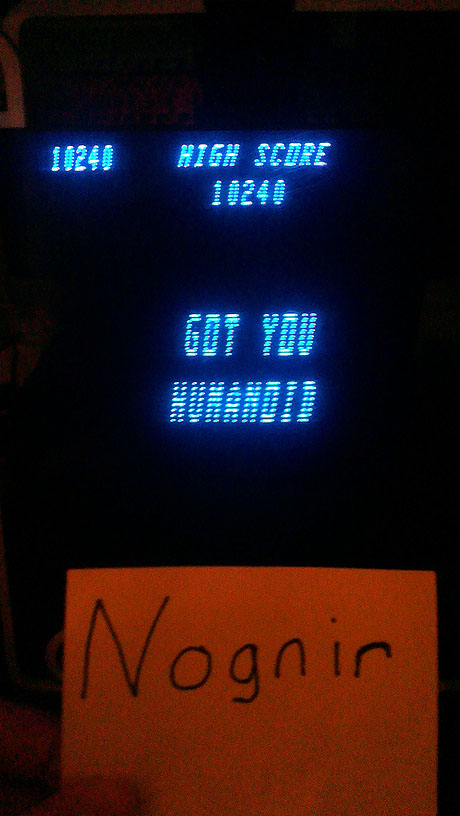 10240 HIGH SCORE
10240
GOT YOU
HUMANOID
Nognir